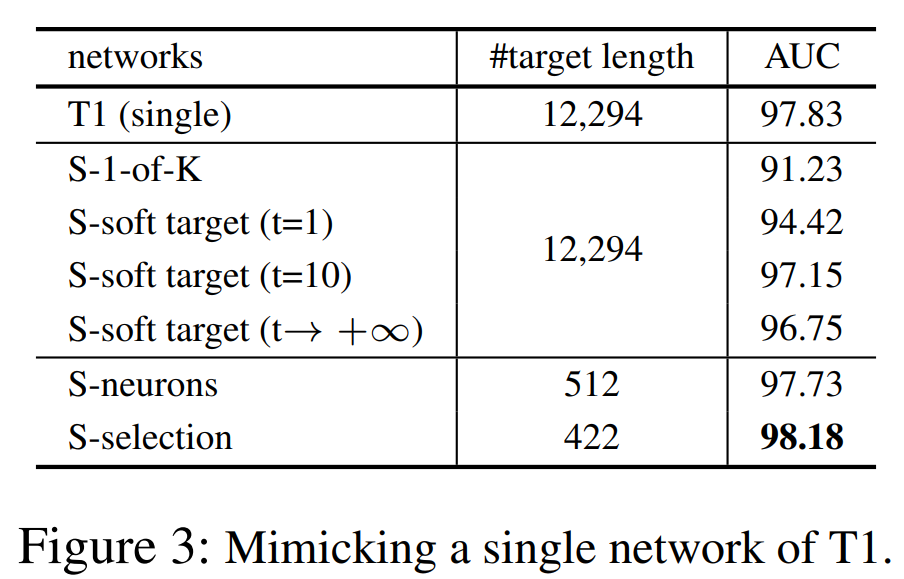 networks #target length AUC
T1 (single) 12,294 97.83
S-1-of-K 91.23
S-soft target (t=1) 94.42
12,294
S-soft target (t=10) 97.15
S-soft target (t→ +∞) 96.75
S-neurons 512 97.73
S-selection 422 98.18
Figure 3: Mimicking a single network of T1.